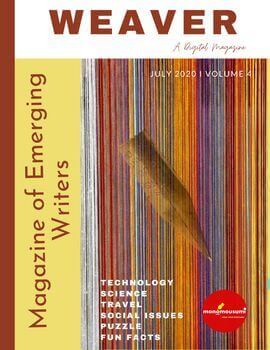 WEAVER
A Digital Magazine
JULY 2020 I VOLUME 4
Magazine of Emerging
Writers
TECHNOLOGY
SCIENCE
TRAVEL
SOCIAL ISSUES
PUZZLE
FUN FACTS
monomousumi